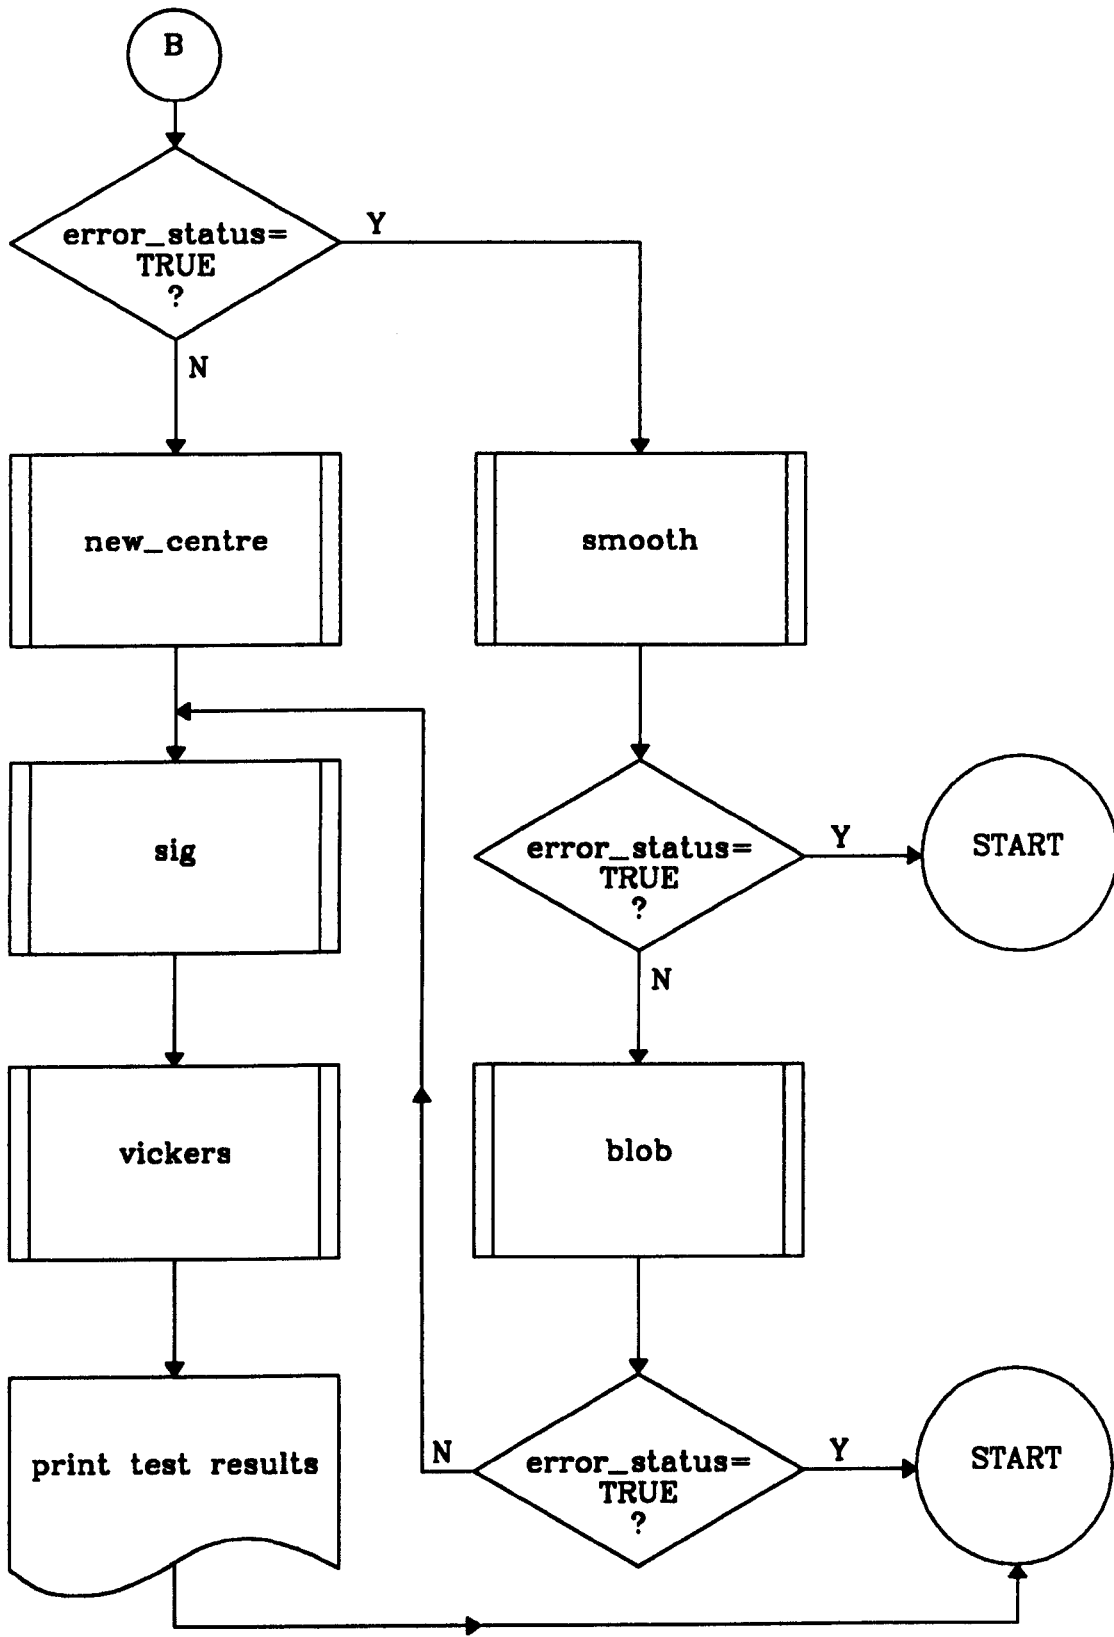 B
error_status=
TRUE
?
Y
N
new_centre
smooth
sig
error_status=
TRUE
?
Y
START
N
vickers
blob
print test results
N
error_status=
TRUE
?
Y
START